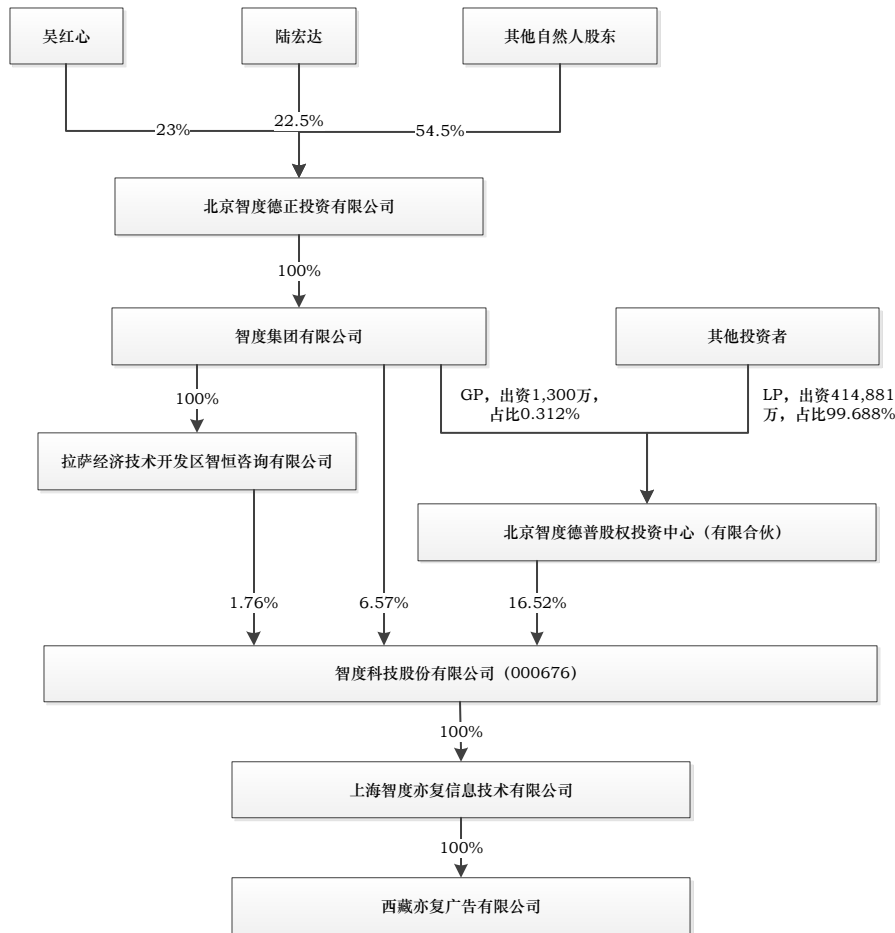 吴红心
陆宏达
其他自然人股东
23%
22.5%
54.5%
北京智度德正投资有限公司
100%
智度集团有限公司
其他投资者
100%
GP，出资1,300万，
占比0.312%
LP，出资414,881
万，占比99.688%
拉萨经济技术开发区智恒咨询有限公司
北京智度德普股权投资中心（有限合伙）
1.76%
6.57%
16.52%
智度科技股份有限公司（000676）
100%
上海智度亦复信息技术有限公司
100%
西藏亦复广告有限公司